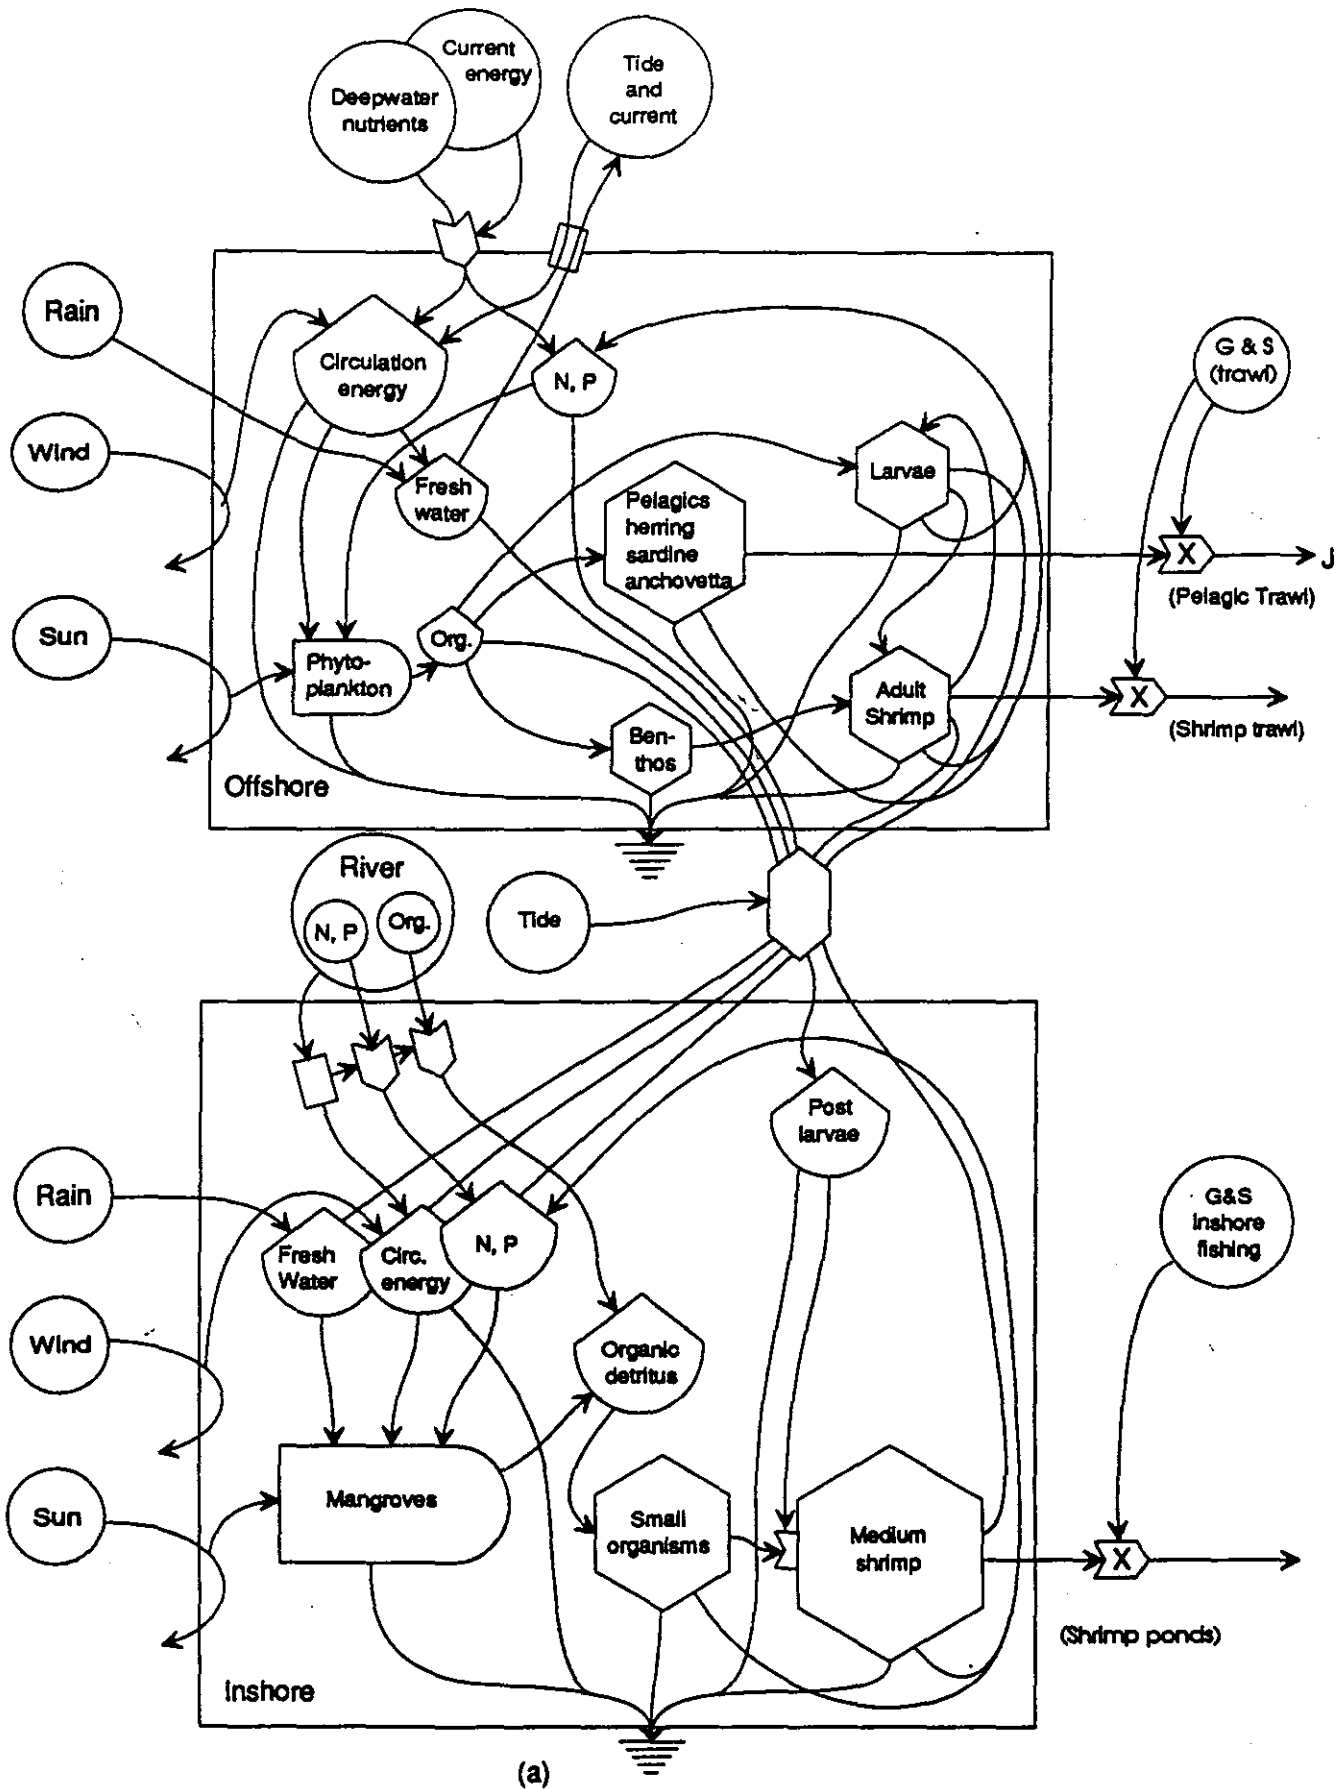 Current
energy
Deepwater
nutrients
Tide
and
current
Rain
Circulation
energy
N, P
G & S
(trawl)
Wind
Larvae
Fresh
water
Pelagics
herring
sardine
anchovetta
X
J
(Pelagic Trawl)
Sun
Org.
Phyto-
plankton
Adult
Shrimp
X
(Shrimp trawl)
Ben-
thos
Offshore
River
N, P
Org.
Tide
Post
larvae
Rain
G&S
Inshore
fishing
Fresh
Water
Circ.
energy
N, P
Wind
Organic
detritus
Mangroves
Sun
Small
organisms
Medium
shrimp
X
(Shrimp ponds)
Inshore
(a)